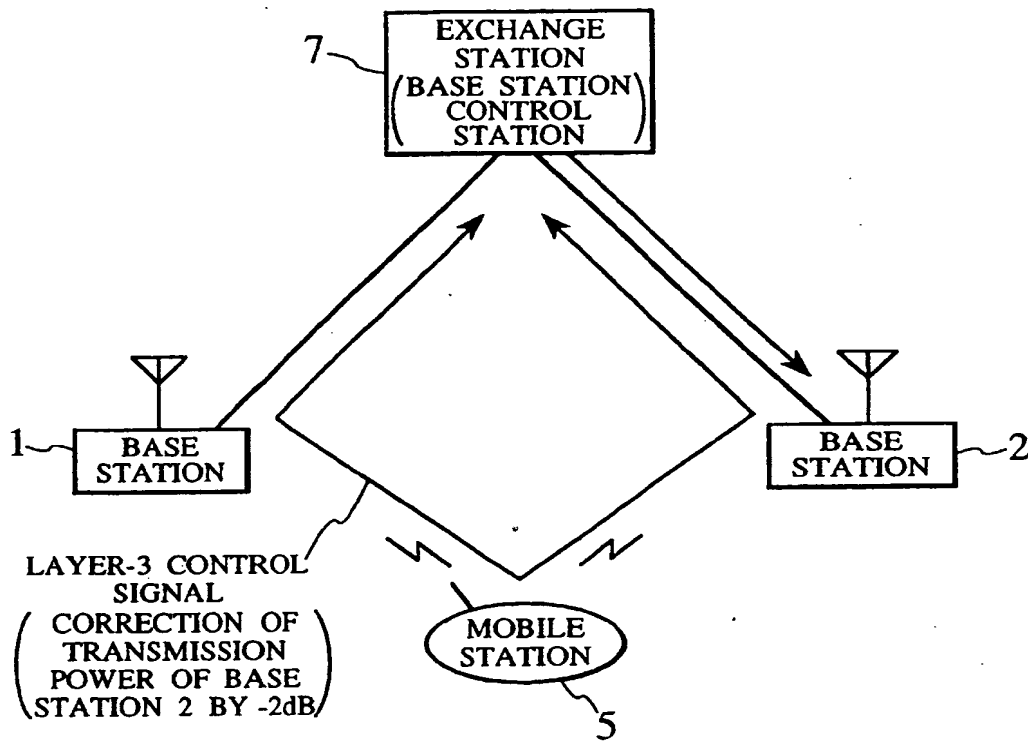 7
EXCHANGE
STATION
(BASE STATION
CONTROL
STATION)
1
BASE
STATION
BASE
STATION
2
LAYER-3 CONTROL
SIGNAL
(CORRECTION OF
TRANSMISSION
POWER OF BASE
STATION 2 BY -2dB)
MOBILE
STATION
5